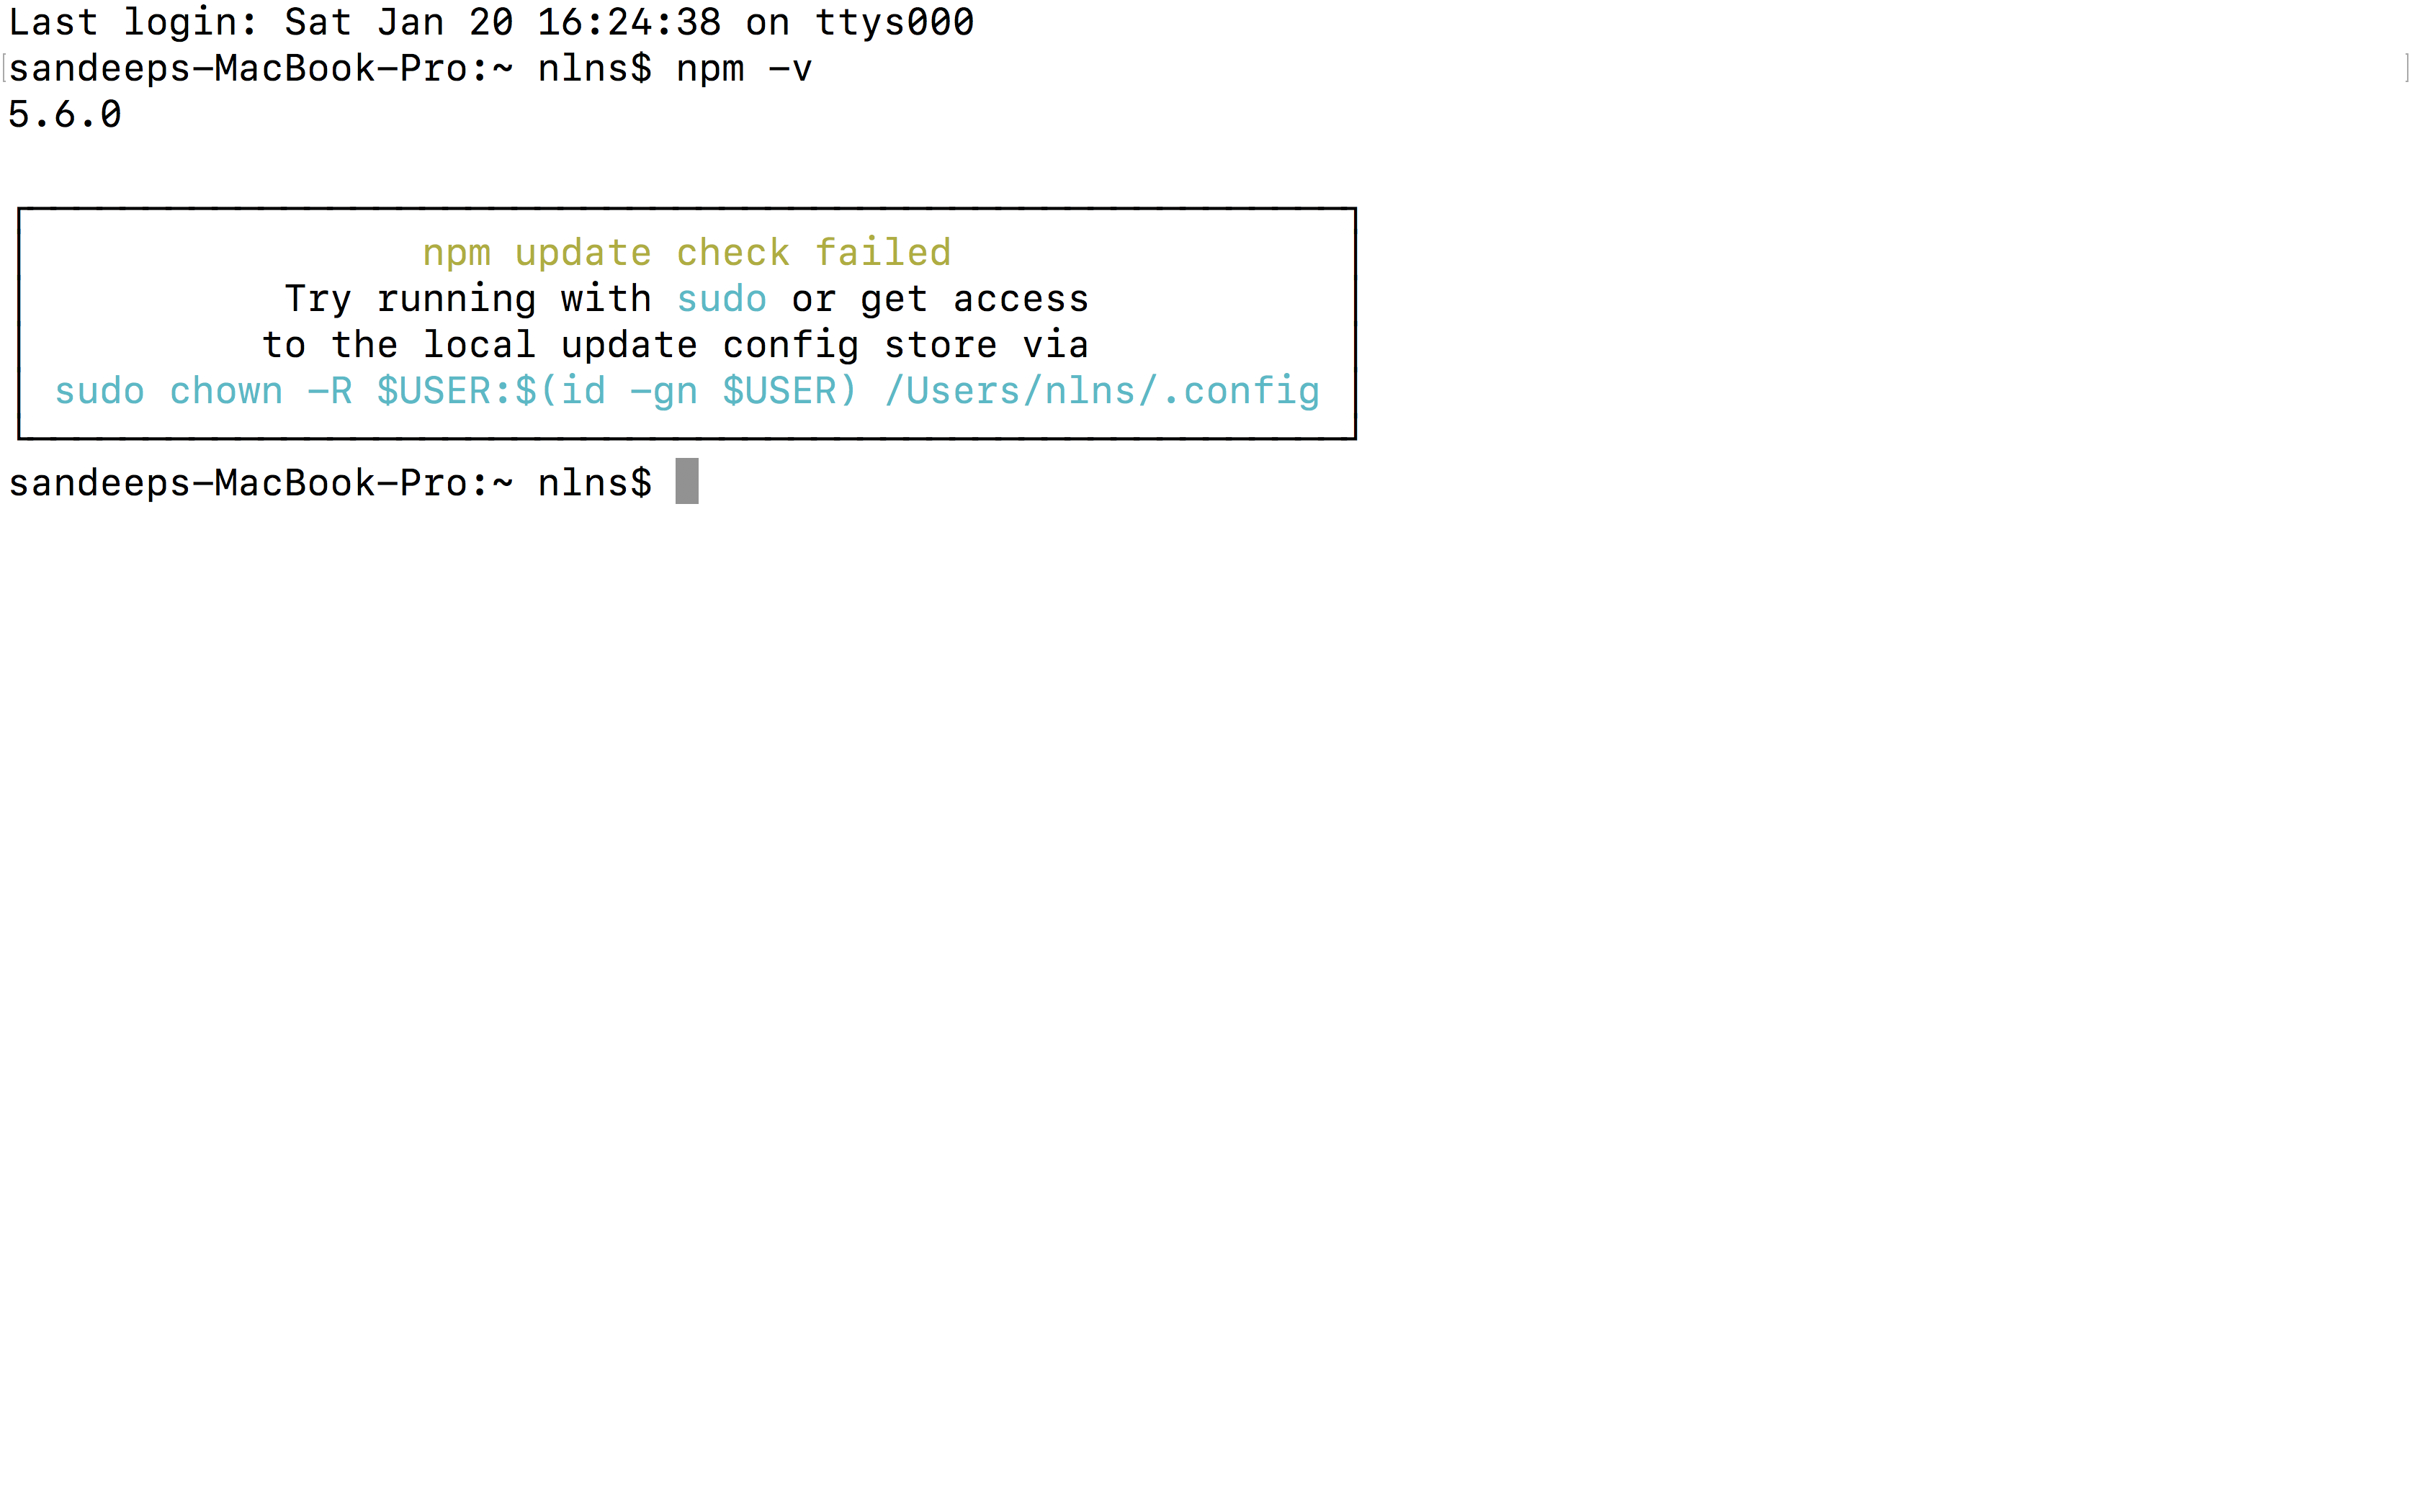 Last login: Sat Jan 20 16:24:38 on ttys000
[sandeeps-MacBook-Pro:~ nlns$ npm -v ]
5.6.0
npm update check failed
Try running with sudo or get access
to the local update config store via
sudo chown -R $USER:$(id -gn $USER) /Users/nlns/.config
sandeeps-MacBook-Pro:~ nlns$